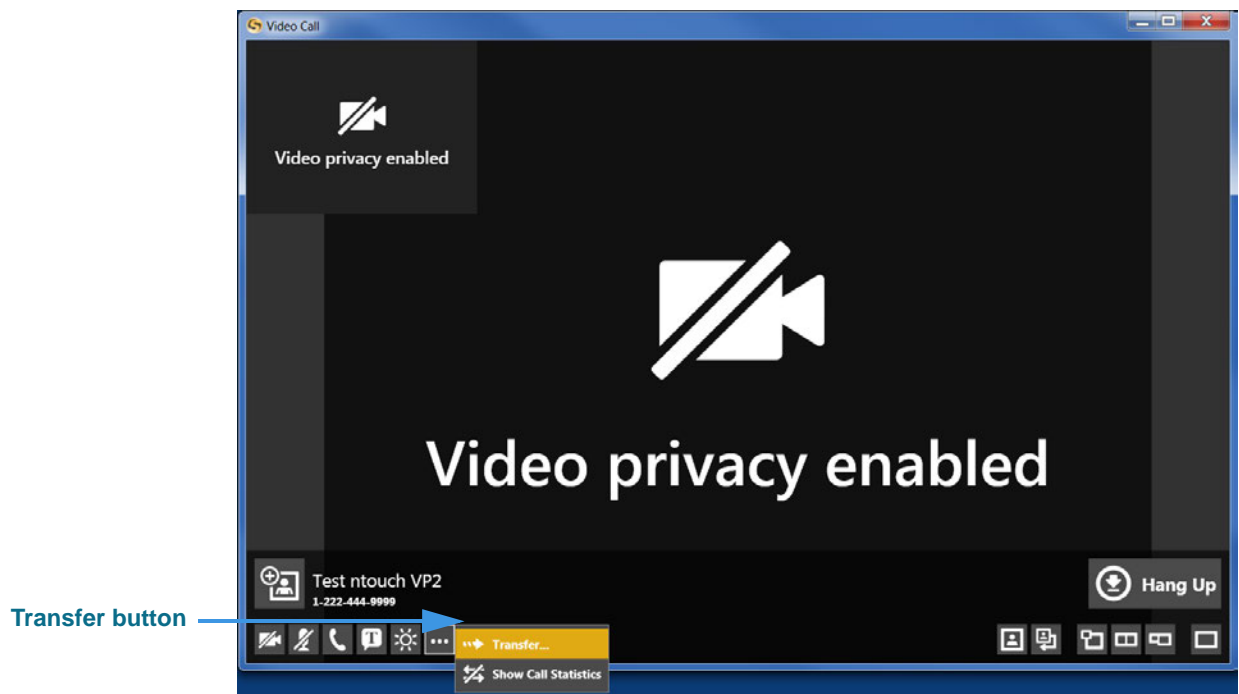 Video Call
Video privacy enabled
Video privacy enabled
Test ntouch VP2
1-222-444-9999
Hang Up
Transfer button
T
Transfer...
Show Call Statistics